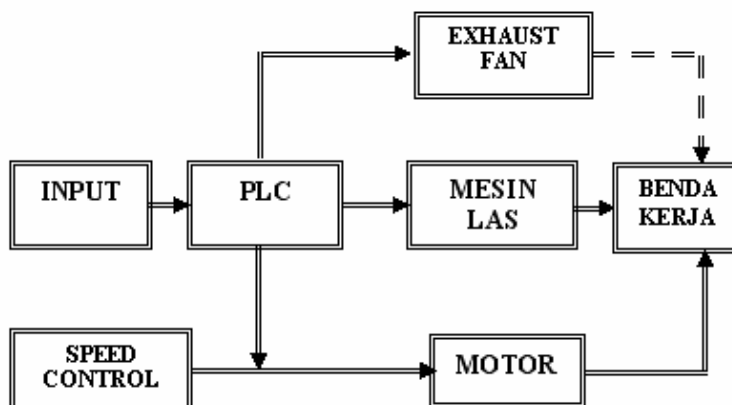 EXHAUST
FAN
INPUT
PLC
MESIN
LAS
BENDA
KERJA
SPEED
CONTROL
MOTOR